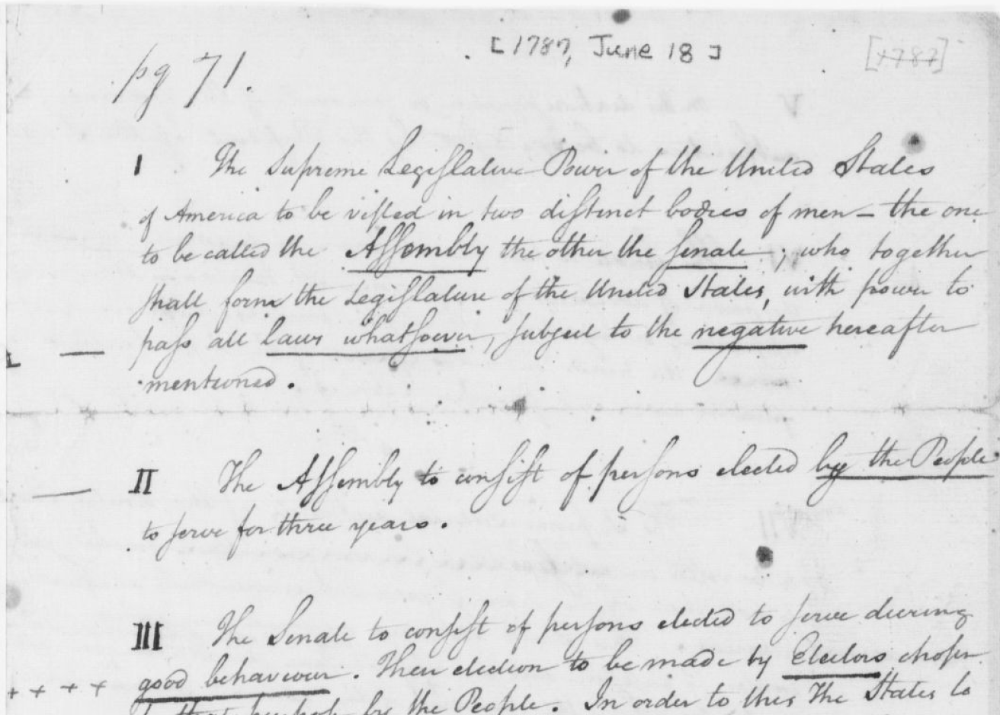 [1787, June 18]
[1787]
pg 71.
I The Supreme Legislative Power of the United States
of America to be vested in two distinct bodies of men – the one
to be called the Assembly the other the senate ; who together
shall form the Legislature of the United States, with power to
pass all laws whatsoever, subject to the negative hereafter
mentioned.
II The Assembly to consist of persons elected by the People
to serve for three years.
III The Senate to consist of persons elected to serve during
good behaviour. Their election to be made by Electors chosen
by the People. In order to this The States to